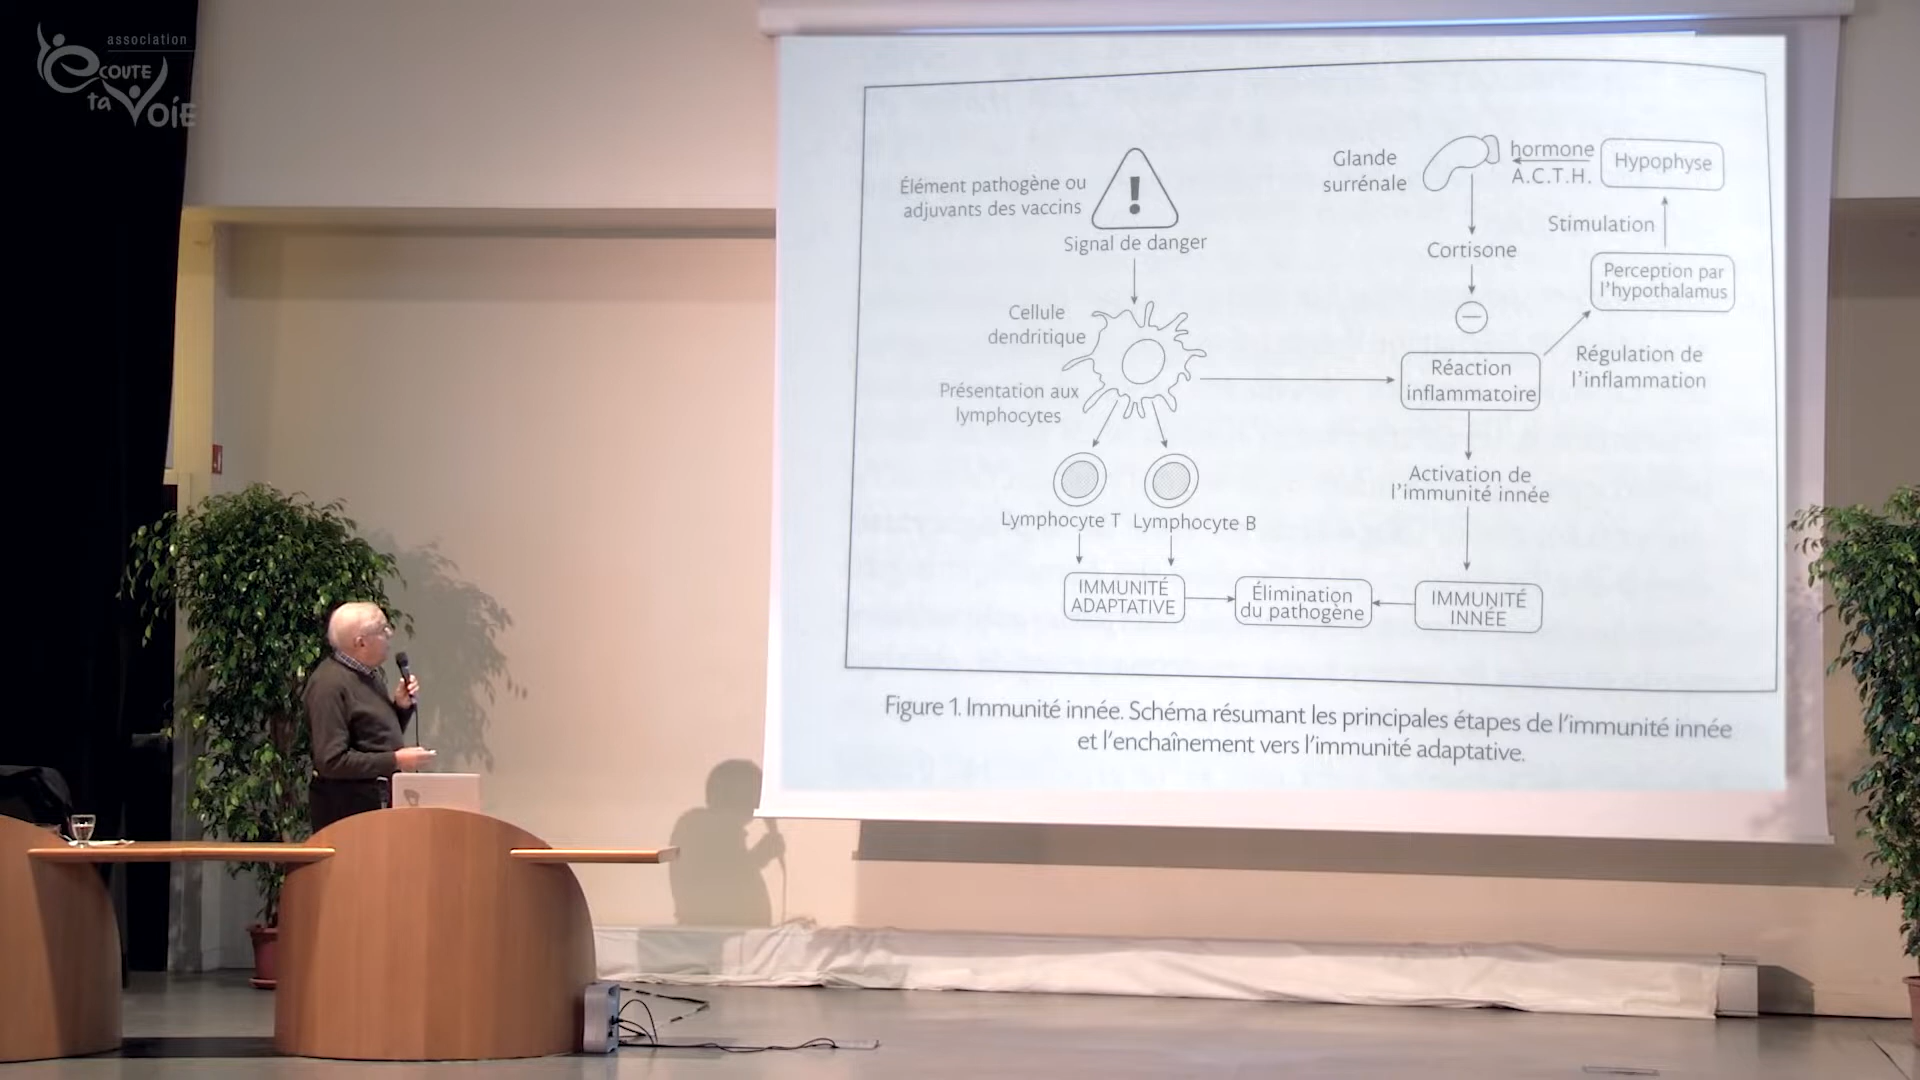 association
écoute
ta voie
Élément pathogène ou
adjuvants des vaccins
!
Signal de danger
Cellule
dendritique
Présentation aux
lymphocytes
Lymphocyte T
Lymphocyte B
IMMUNITÉ
ADAPTATIVE
Élimination
du pathogène
IMMUNITÉ
INNÉE
Glande
surrénale
hormone
A.C.T.H.
Hypophyse
Stimulation
Cortisone
Perception par
l'hypothalamus
Réaction
inflammatoire
Régulation de
l'inflammation
Activation de
l'immunité innée
Figure 1. Immunité innée. Schéma résumant les principales étapes de l'immunité innée
et l'enchaînement vers l'immunité adaptative.